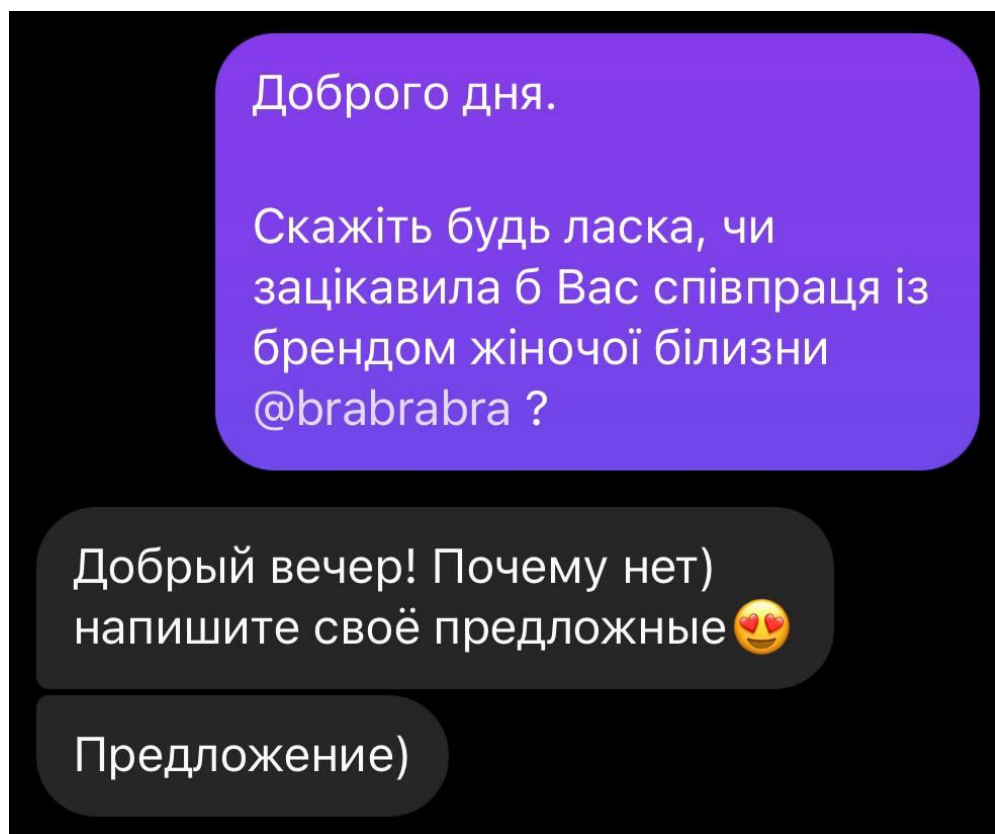 Доброго дня.
Скажіть будь ласка, чи
зацікавила б Вас співпраця із
брендом жіночої білизни
@brabrabra ?
Добрый вечер! Почему нет)
напишите своё предложные😍
Предложение)